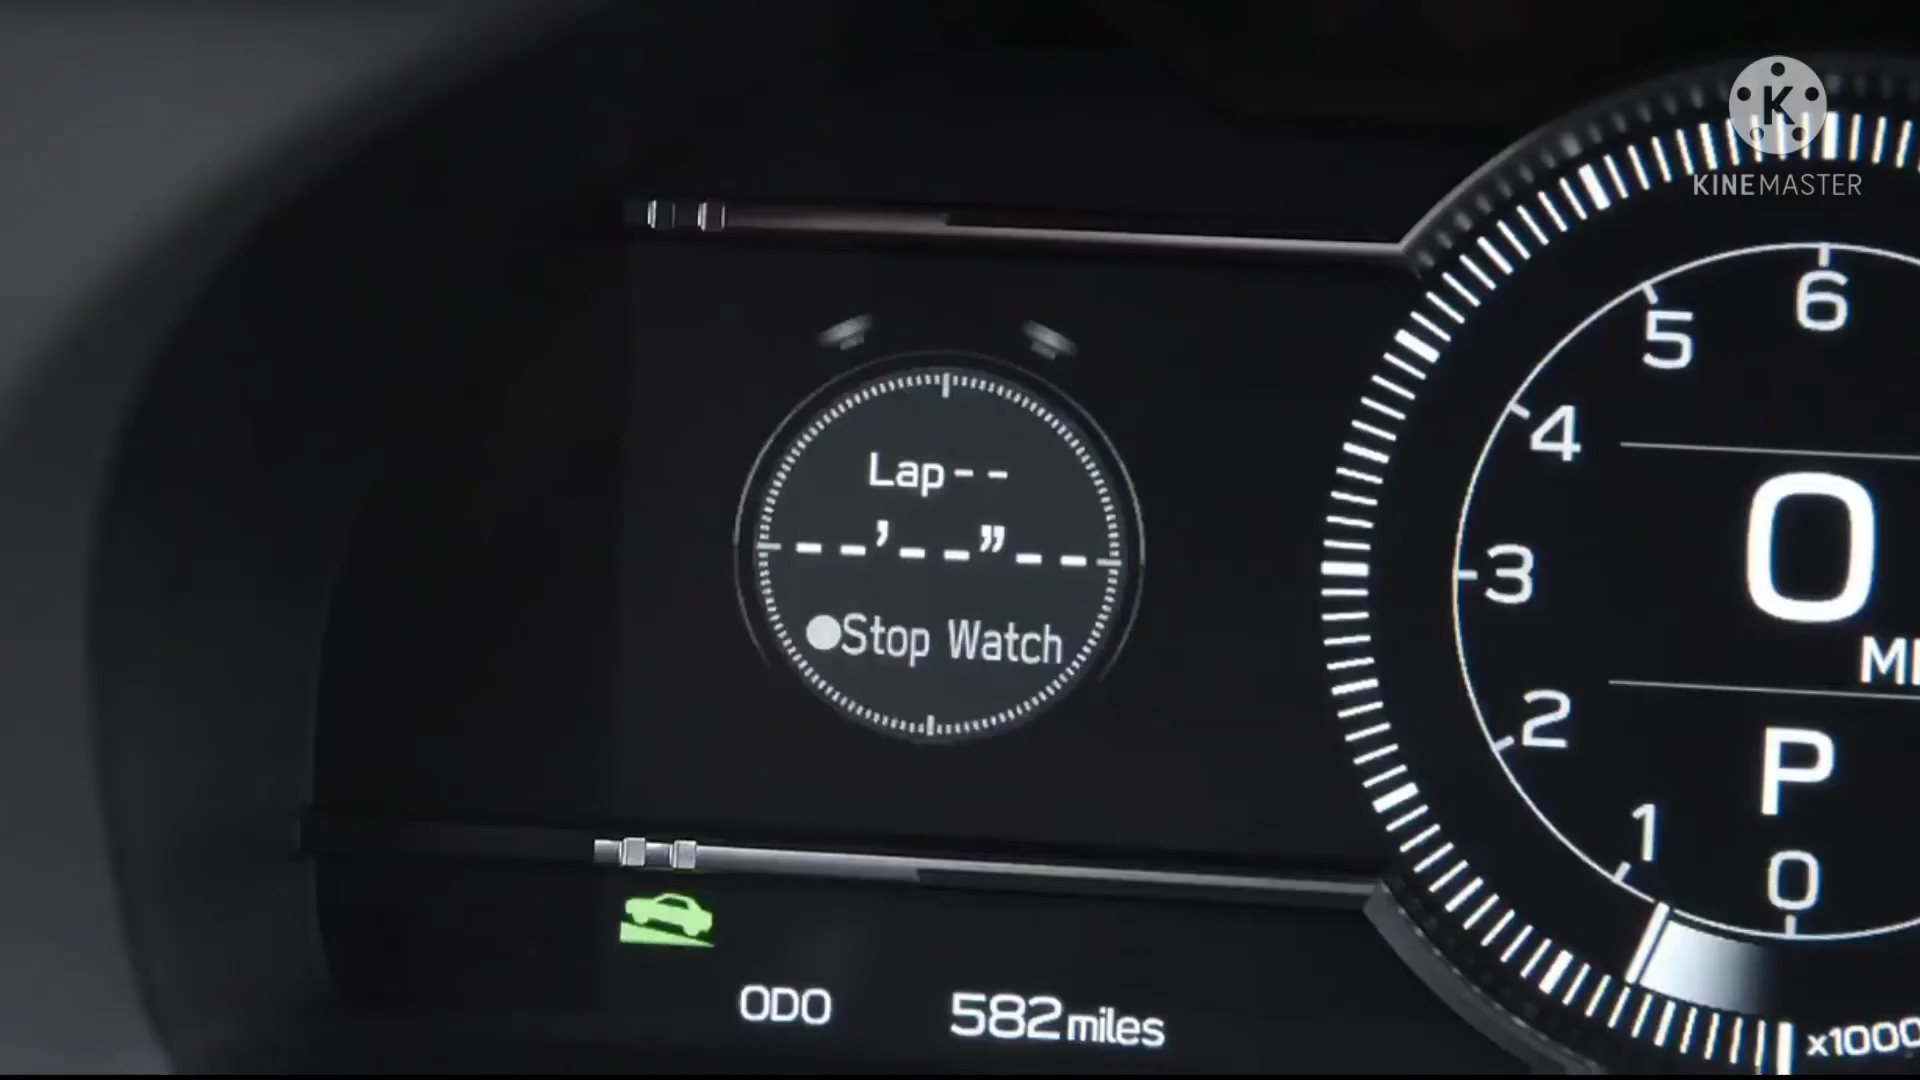 K
KINEMASTER
6
5
4
Lap--
0
--’--”--
3
Stop Watch
2
P
1
0
ODO 582 miles
x1000